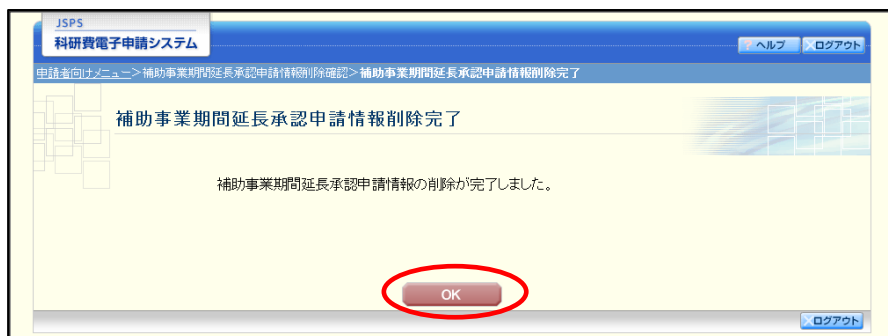 JSPS
科研費電子申請システム
? ヘルプ ×ログアウト
申請者向けメニュー>補助事業期間延長承認申請情報削除確認>補助事業期間延長承認申請情報削除完了
補助事業期間延長承認申請情報削除完了
補助事業期間延長承認申請情報の削除が完了しました。
OK
×ログアウト